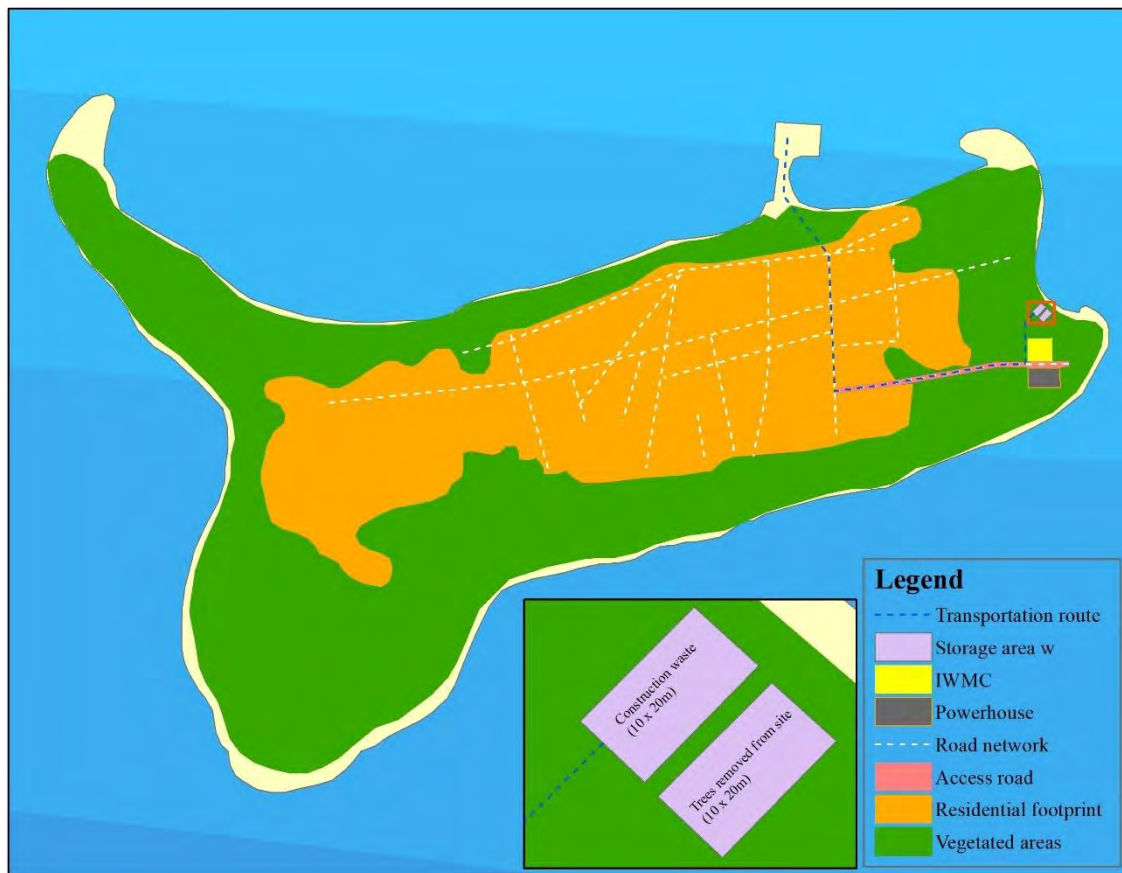 Construction waste
(10 x 20m)
Trees removed from site
(10 x 20m)
Legend
Transportation route
Storage area w
IWMC
Powerhouse
Road network
Access road
Residential footprint
Vegetated areas